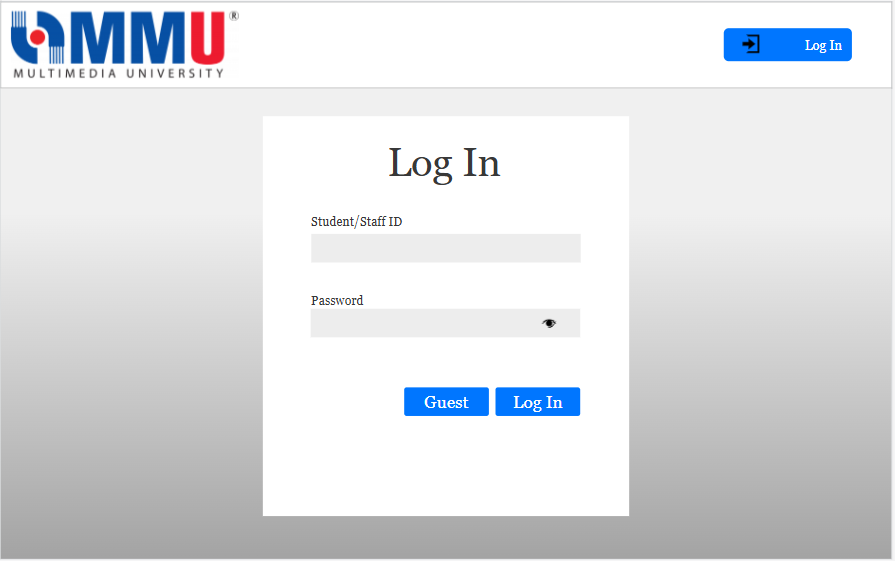 MMU®
MULTIMEDIA UNIVERSITY
Log In
Log In
Student/Staff ID
Password
Guest
Log In